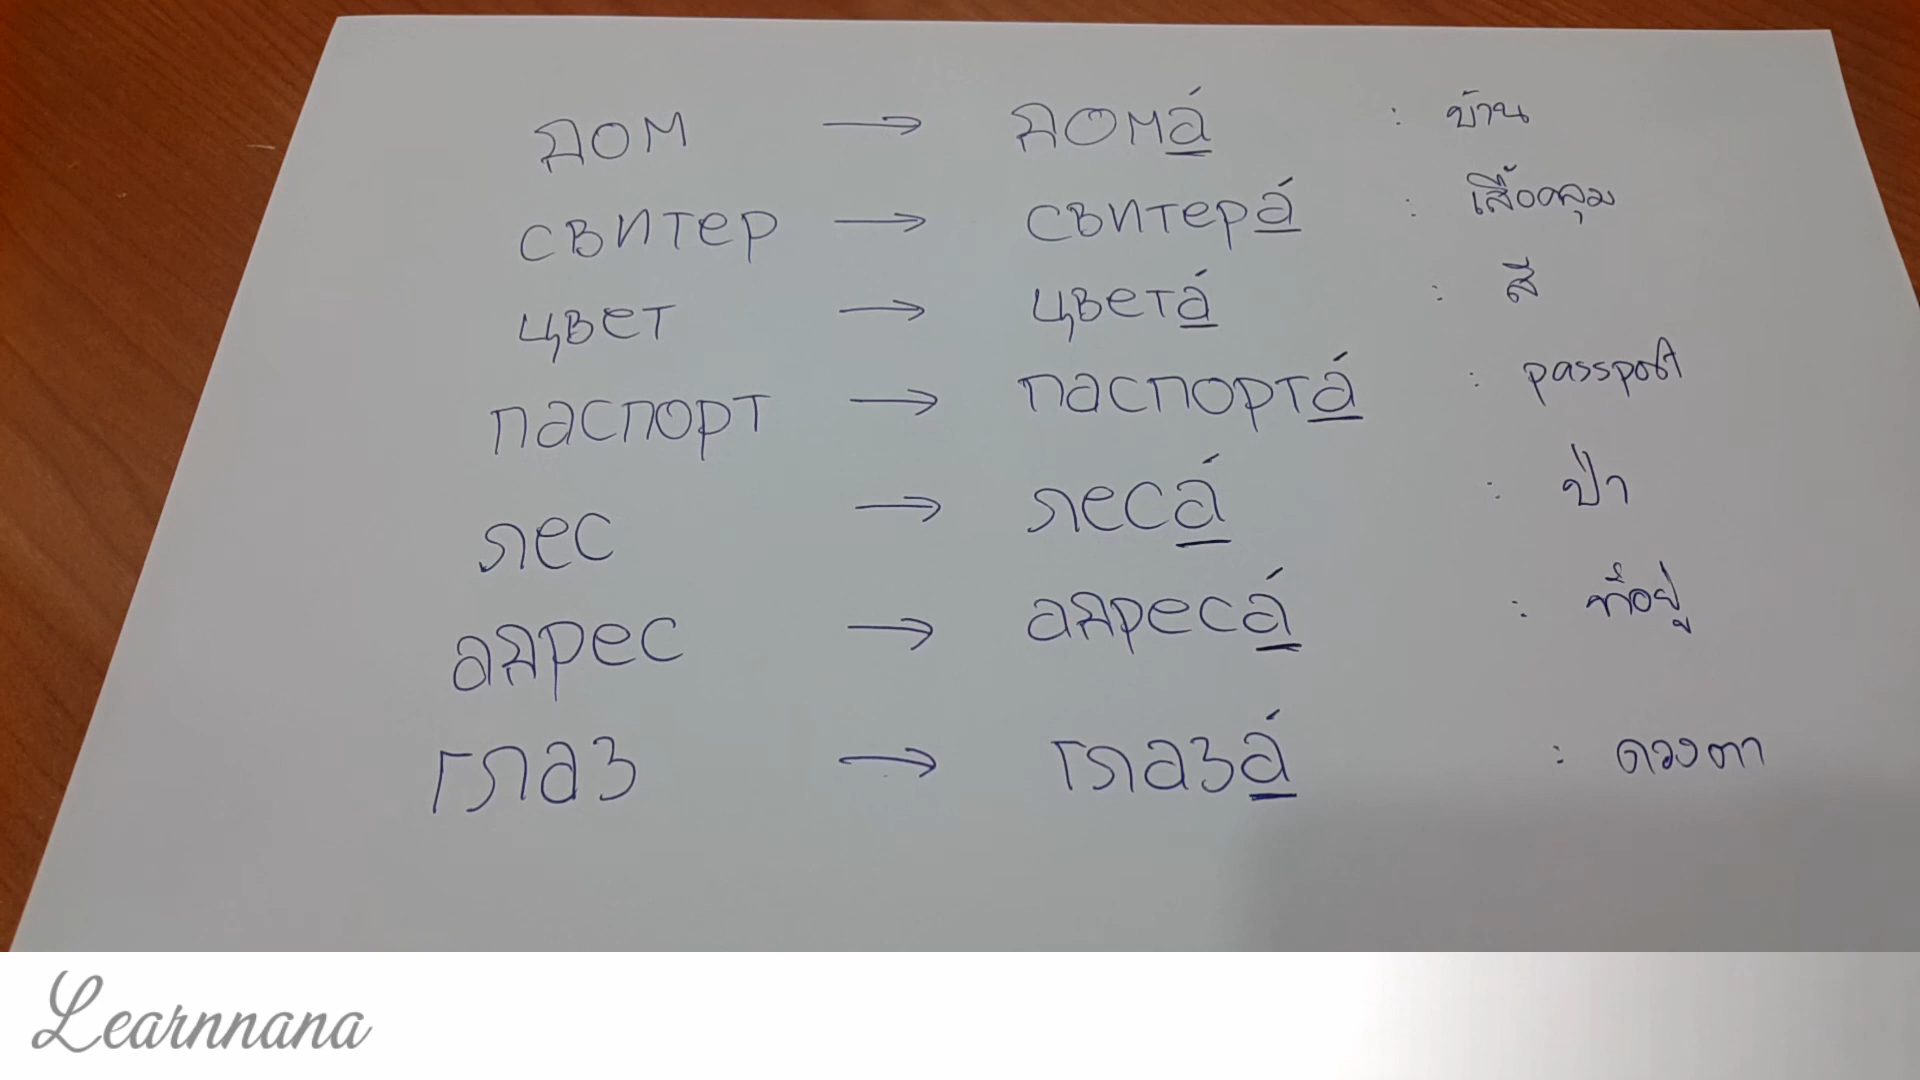 дом → домá : บ้าน
свитер → свитерá : เสื้อคลุม
цвет → цветá : สี
паспорт → паспортá : passport
лес → лесá : ป่า
адрес → адресá : ที่อยู่
глаз → глазá : ดวงตา
Learnnana